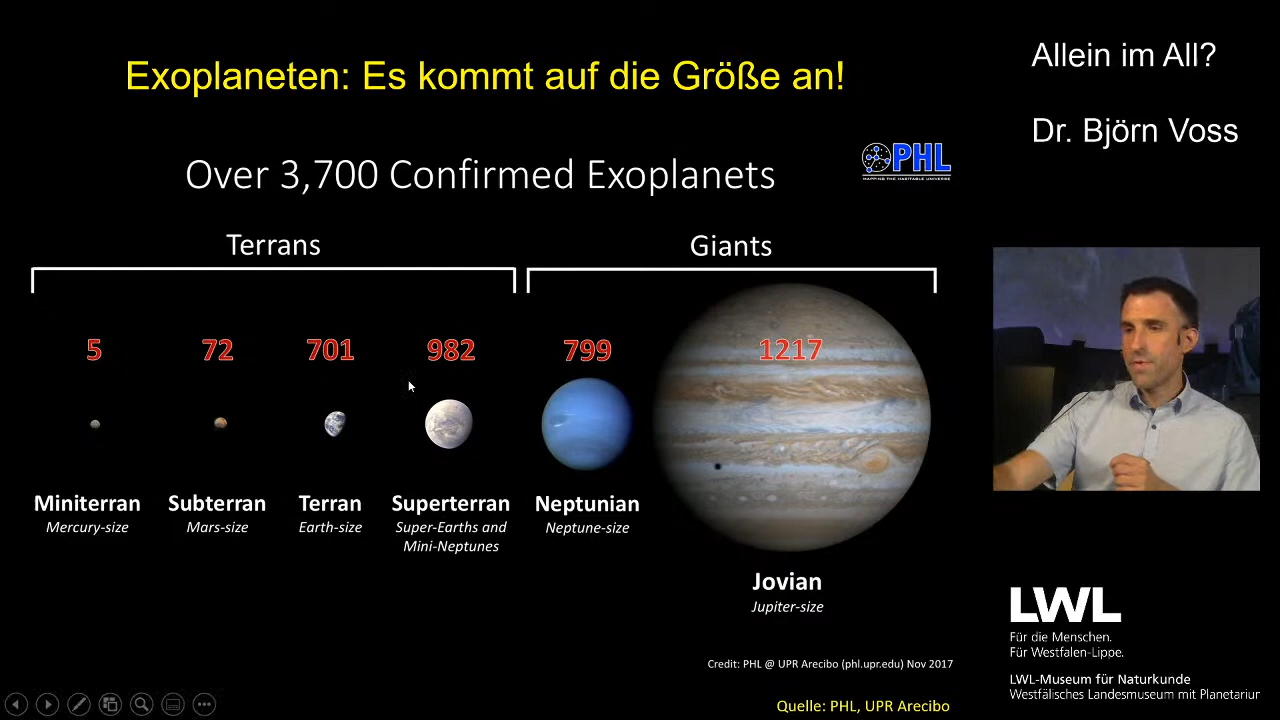 Exoplaneten: Es kommt auf die Größe an!
Allein im All?
Dr. Björn Voss
Over 3,700 Confirmed Exoplanets
PHL
MAPPING THE HABITABLE UNIVERSE
Terrans
Giants
5
72
701
982
799
1217
Miniterran
Mercury-size
Subterran
Mars-size
Terran
Earth-size
Superterran
Super-Earths and
Mini-Neptunes
Neptunian
Neptune-size
Jovian
Jupiter-size
Credit: PHL @ UPR Arecibo (phl.upr.edu) Nov 2017
Quelle: PHL, UPR Arecibo
LWL
Für die Menschen.
Für Westfalen-Lippe.
LWL-Museum für Naturkunde
Westfälisches Landesmuseum mit Planetariur